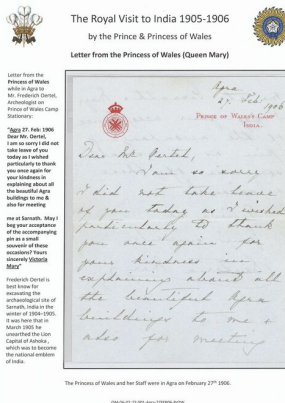 The Royal Visit to India 1905-1906
by the Prince & Princess of Wales
Letter from the Princess of Wales (Queen Mary)
Letter from the
Princess of Wales
while in Agra to
Mr. Frederich Oertel,
Archeologist on
Prince of Wales Camp
Stationery:
"Agra 27. Feb: 1906
Dear Mr. Oertel,
I am so sorry I did not
take leave of you
today as I wished
particularly to thank
you once again for
your kindness in
explaining about all
the beautiful Agra
buildings to me &
also for meeting
me at Sarnath. May I
beg your acceptance
of the accompanying
pin as a small
souvenir of these
occasions? Yours
sincerely Victoria
Mary"
Frederich Oertel is
best know for
excavating the
archaeological site of
Sarnath, India in the
winter of 1904–1905.
It was here that in
March 1905 he
unearthed the Lion
Capital of Ashoka ,
which was to become
the national emblem
of India.
Agra
27. Feb:
1906
PRINCE OF WALES'S CAMP
INDIA.
Dear Mr Oertel,
I am so sorry
I did not take leave
of you today as I wished
particularly to thank
you once again for
your kindness in
explaining about all
the beautiful Agra
buildings to me &
also for meeting
The Princess of Wales and her Staff were in Agra on February 27th 1906.